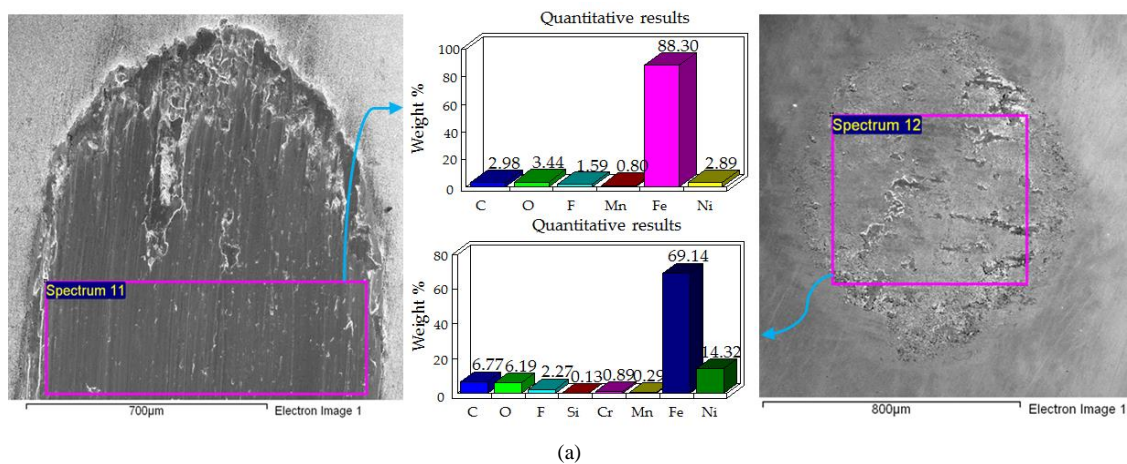 Spectrum 11
700µm
Electron Image 1
Quantitative results
Weight %
100
80
60
40
20
0
2.98
3.44
1.59
0.80
88.30
2.89
C O F Mn Fe Ni
Quantitative results
Weight %
80
60
40
20
0
6.77
6.19
2.27
0.13
0.89
0.29
69.14
14.32
C O F Si Cr Mn Fe Ni
Spectrum 12
800µm
Electron Image 1
(a)